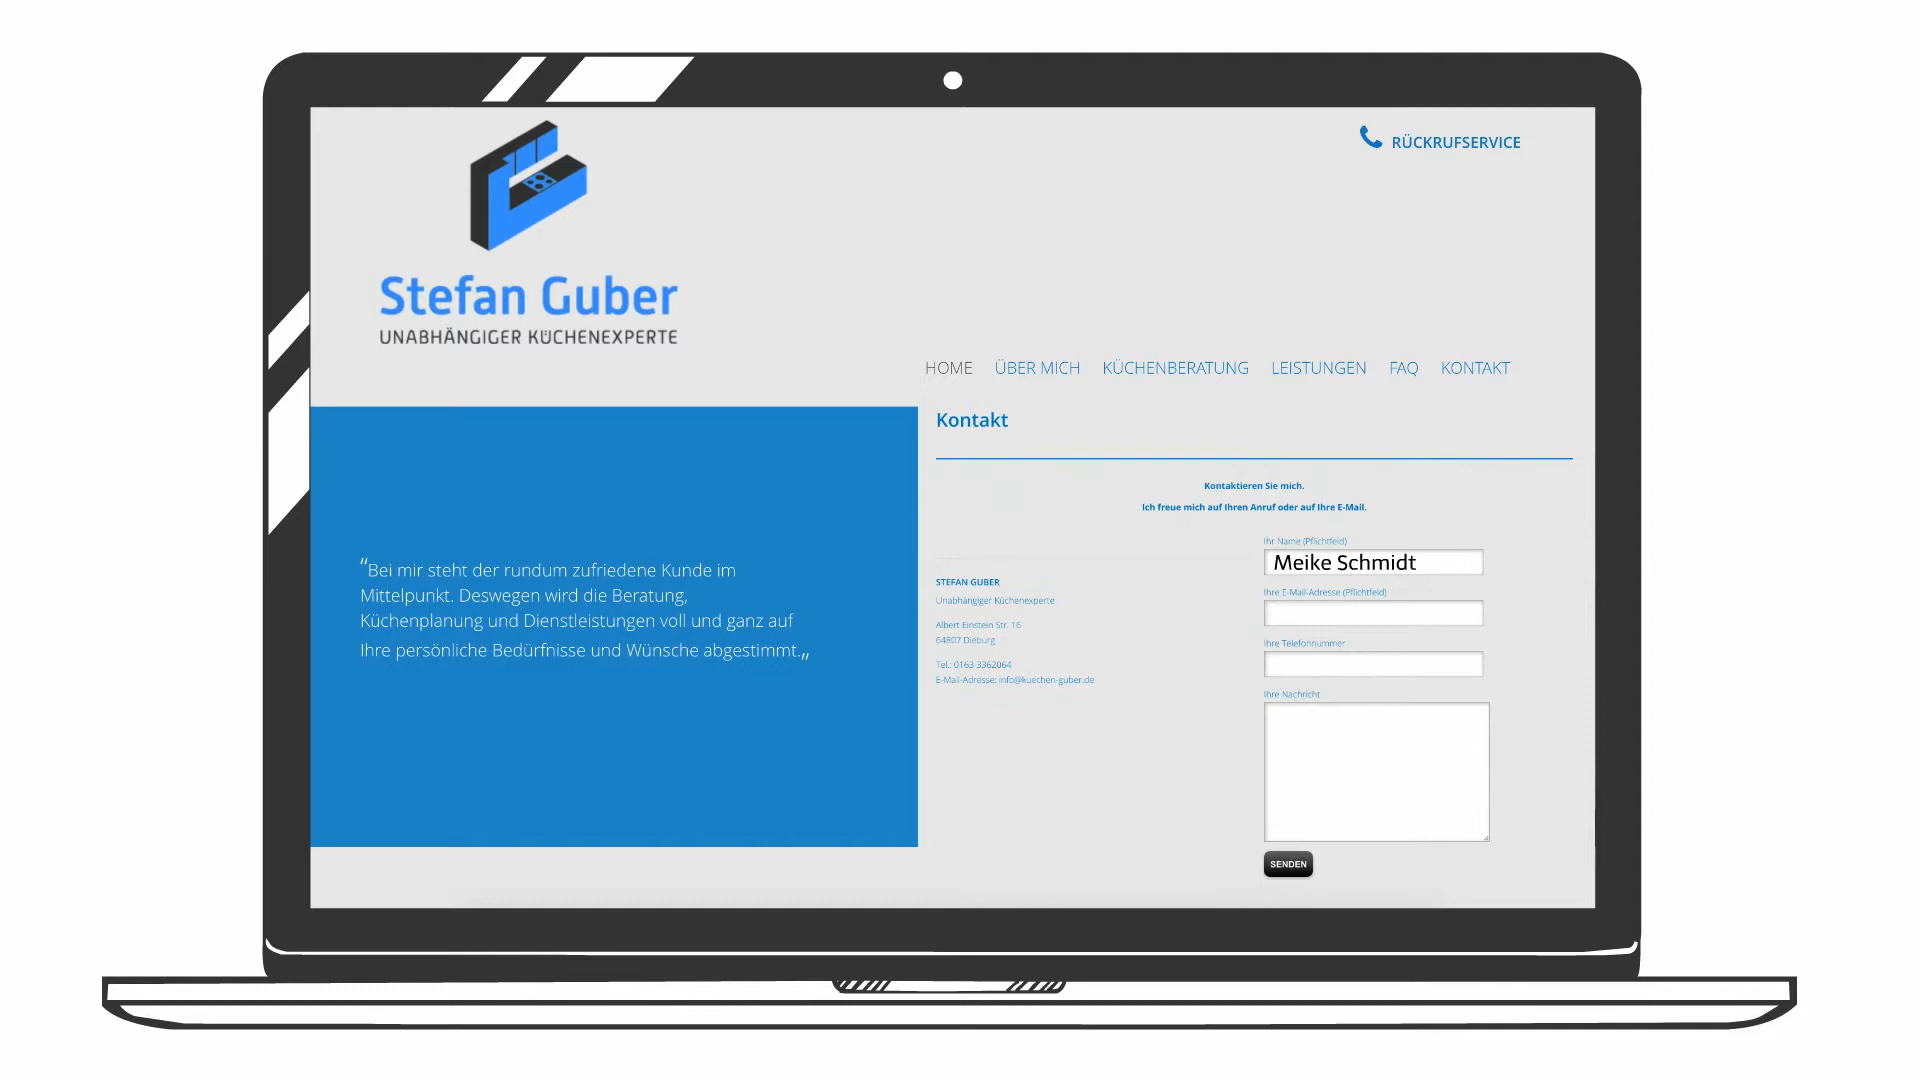 RÜCKRUFSERVICE
Stefan Guber
UNABHÄNGIGER KÜCHENEXPERTE
HOME ÜBER MICH KÜCHENBERATUNG LEISTUNGEN FAQ KONTAKT
"Bei mir steht der rundum zufriedene Kunde im
Mittelpunkt. Deswegen wird die Beratung,
Küchenplanung und Dienstleistungen voll und ganz auf
Ihre persönliche Bedürfnisse und Wünsche abgestimmt.„
Kontakt
Kontaktieren Sie mich.
Ich freue mich auf Ihren Anruf oder auf Ihre E-Mail.
STEFAN GUBER
Unabhängiger Küchenexperte
Albert Einstein Str. 16
64807 Dieburg
Tel.: 0163 3362064
E-Mail-Adresse: info@kuechen-guber.de
Ihr Name (Pflichtfeld)
Meike Schmidt
Ihre E-Mail-Adresse (Pflichtfeld)
Ihre Telefonnummer
Ihre Nachricht
SENDEN